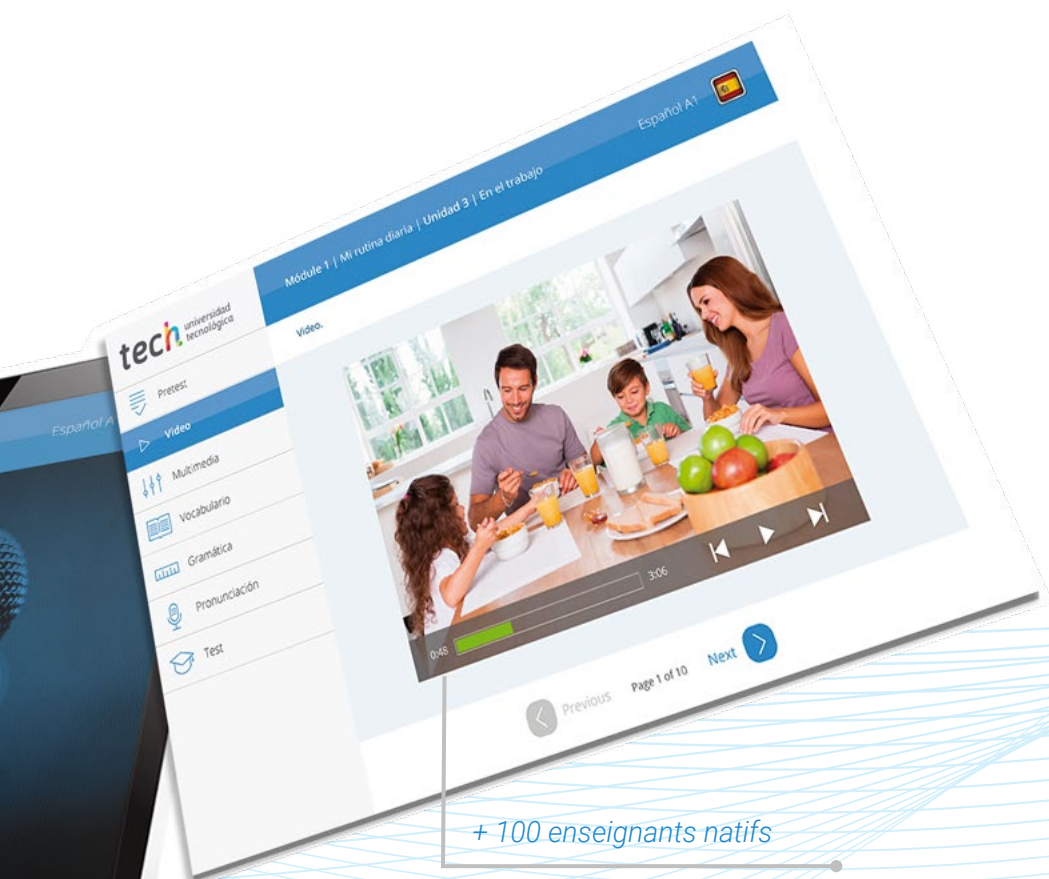 Español A1
Módule 1 | Mi rutina diaria | Unidad 3 | En el trabajo
tech universidad
tecnológica
Pretest
Video
Multimedia
Vocabulario
Gramática
Pronunciación
Test
Video.
0:48
3:06
Previous
Page 1 of 10
Next
Español A
+ 100 enseignants natifs